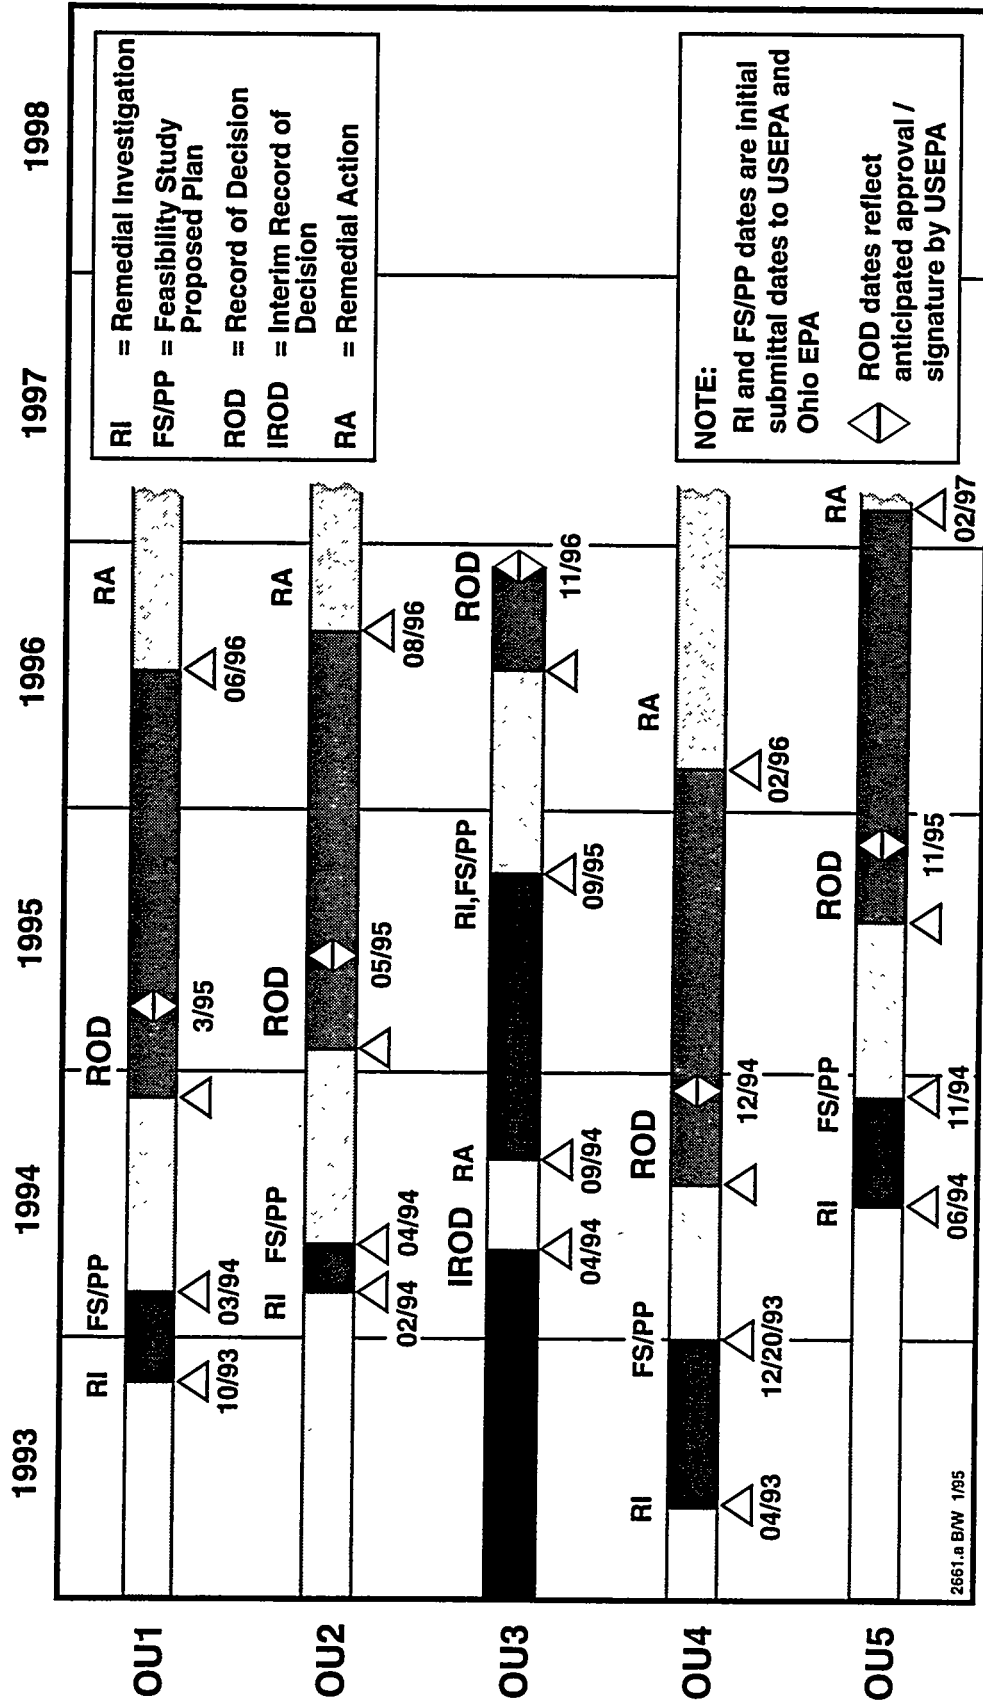 1993 1994 1995 1996 1997 1998
OU1
RI FS/PP ROD RA
10/93 03/94 3/95 06/96
OU2
RI FS/PP ROD RA
02/94 04/94 05/95 08/96
OU3
IROD RA RI,FS/PP ROD
04/94 09/94 09/95 11/96
OU4
RI FS/PP ROD RA
04/93 12/20/93 12/94 02/96
OU5
RI FS/PP ROD RA
06/94 11/94 11/95 02/97
RI = Remedial Investigation
FS/PP = Feasibility Study
Proposed Plan
ROD = Record of Decision
IROD = Interim Record of
Decision
RA = Remedial Action
NOTE:
RI and FS/PP dates are initial
submittal dates to USEPA and
Ohio EPA
ROD dates reflect
anticipated approval /
signature by USEPA
2661.a B/W 1/95